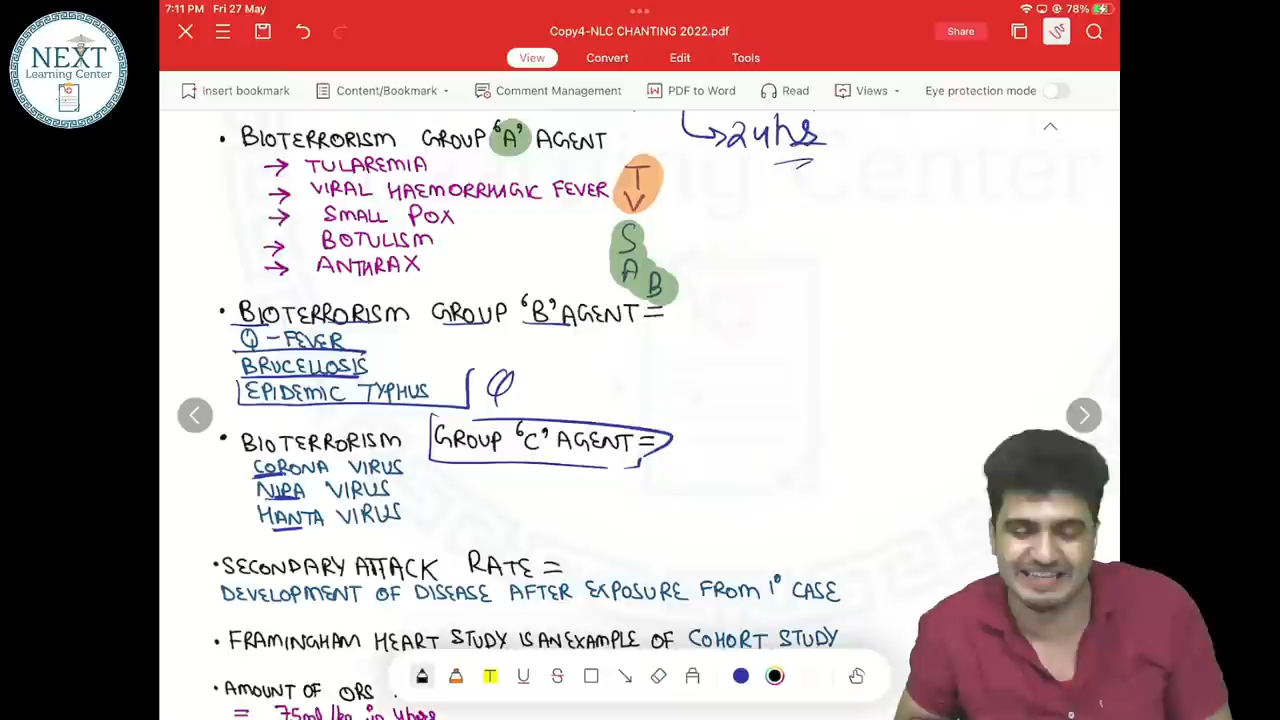 7:11 PM Fri 27 May
78%
NEXT
Learning Center
Copy4-NLC CHANTING 2022.pdf
Share
View Convert Edit Tools
Insert bookmark Content/Bookmark Comment Management PDF to Word Read Views Eye protection mode
24hs
• BIOTERRORISM GROUP 'A' AGENT
→ TULAREMIA
→ VIRAL HAEMORRHAGIC FEVER
→ SMALL POX
→ BOTULISM
→ ANTHRAX
T
V
S
A
B
• BIOTERRORISM GROUP 'B' AGENT =
Q-FEVER
BRUCELLOSIS
EPIDEMIC TYPHUS
• BIOTERRORISM GROUP 'C' AGENT =
CORONA VIRUS
NIPA VIRUS
HANTA VIRUS
• SECONDARY ATTACK RATE =
DEVELOPMENT OF DISEASE AFTER EXPOSURE FROM 1° CASE
• FRAMINGHAM HEART STUDY IS AN EXAMPLE OF COHORT STUDY
• AMOUNT OF ORS
= 75ml/kg in 4hrs